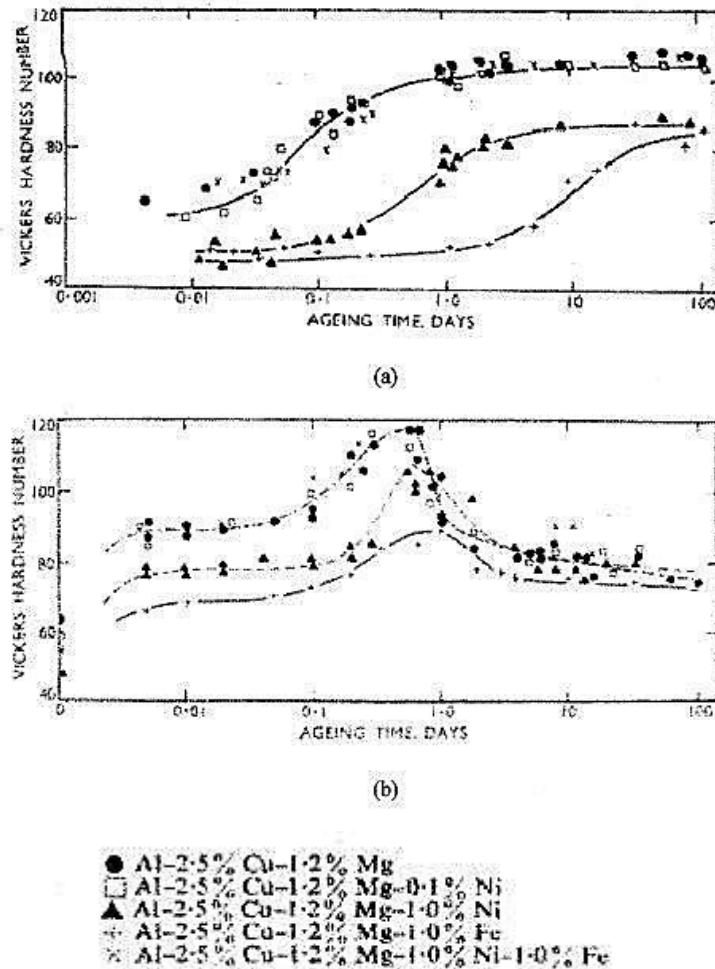 120
100
80
60
40
VICKERS HARDNESS NUMBER
0·001 0·01 0·1 1·0 10 100
AGEING TIME, DAYS
(a)
120
100
80
60
40
VICKERS HARDNESS NUMBER
0 0·01 0·1 1·0 10 100
AGEING TIME, DAYS
(b)
Al-2·5% Cu-1·2% Mg
Al-2·5% Cu-1·2% Mg-0·1% Ni
Al-2·5% Cu-1·2% Mg-1·0% Ni
Al-2·5% Cu-1·2% Mg-1·0% Fe
Al-2·5% Cu-1·2% Mg-1·0% Ni-1·0% Fe